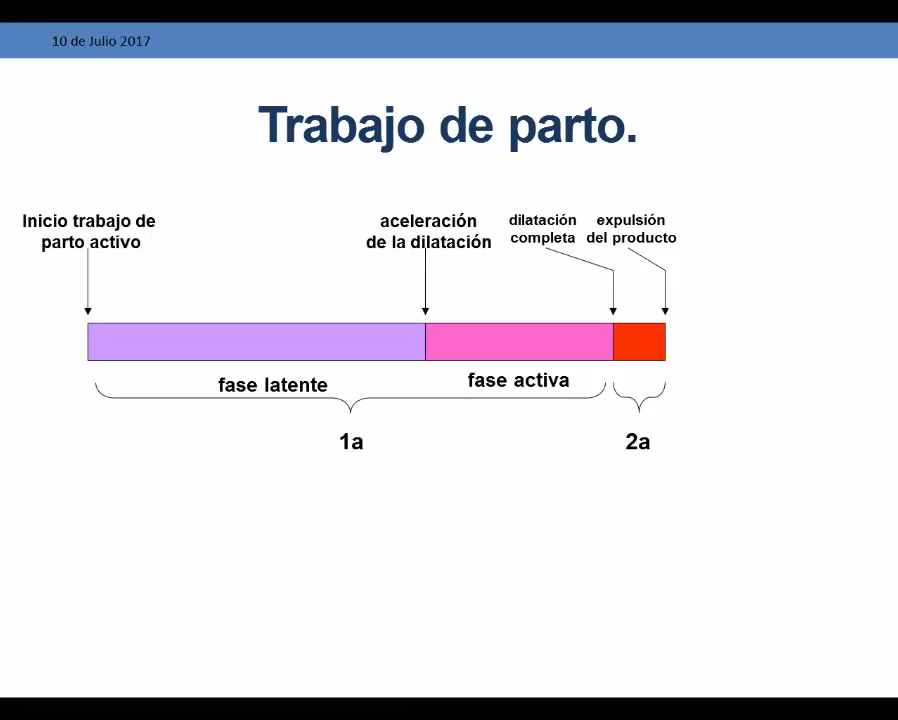 10 de Julio 2017
Trabajo de parto.
Inicio trabajo de
parto activo
aceleración
de la dilatación
dilatación
completa
expulsión
del producto
fase latente
fase activa
1a
2a